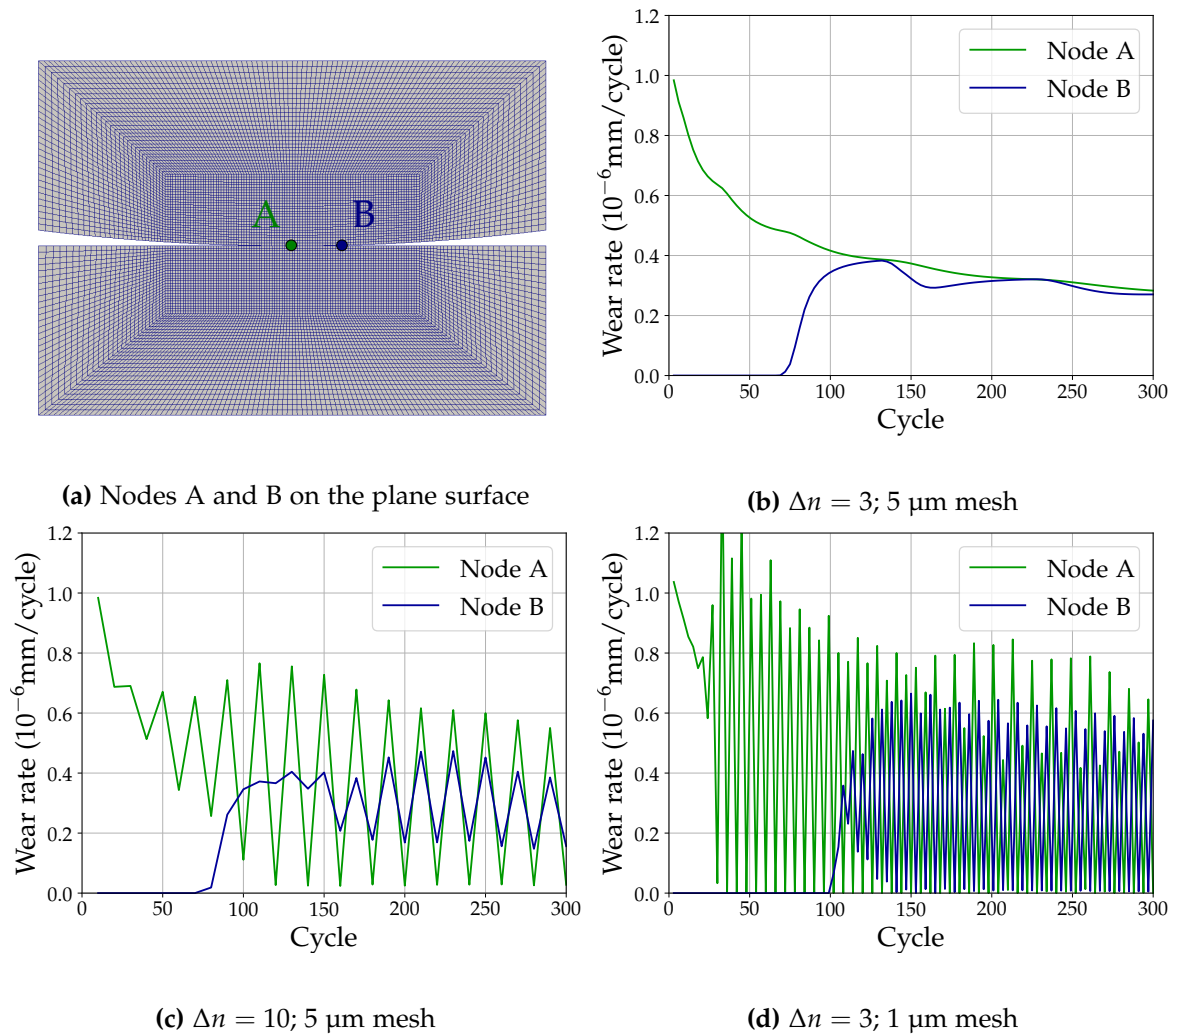 A
B
(a) Nodes A and B on the plane surface
1.2
1.0
0.8
0.6
0.4
0.2
0.0
0 50 100 150 200 250 300
Wear rate (10⁻⁶mm/cycle)
Cycle
Node A
Node B
(b) Δn = 3; 5 µm mesh
1.2
1.0
0.8
0.6
0.4
0.2
0.0
0 50 100 150 200 250 300
Wear rate (10⁻⁶mm/cycle)
Cycle
Node A
Node B
(c) Δn = 10; 5 µm mesh
1.2
1.0
0.8
0.6
0.4
0.2
0.0
0 50 100 150 200 250 300
Wear rate (10⁻⁶mm/cycle)
Cycle
Node A
Node B
(d) Δn = 3; 1 µm mesh